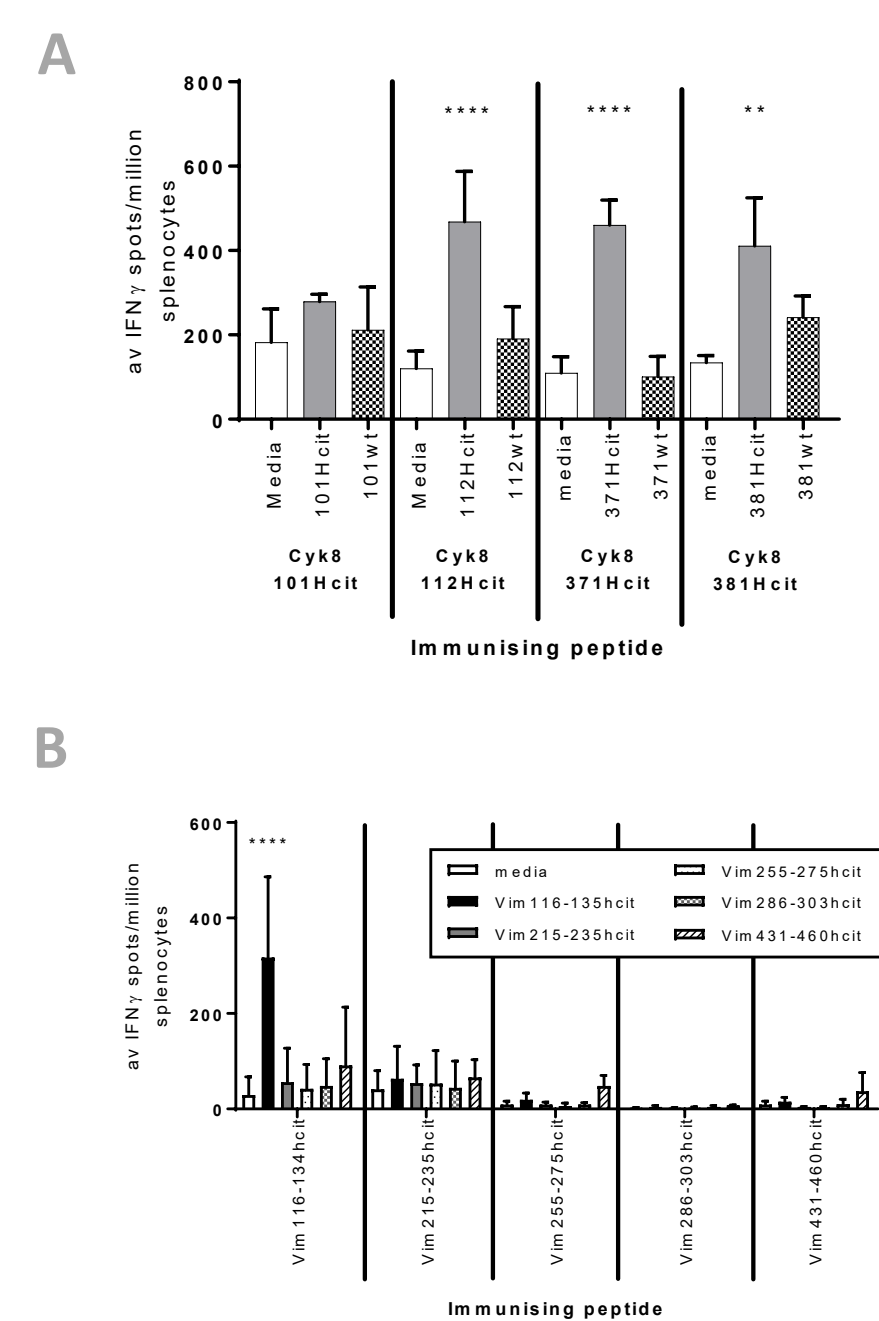 A
800
600
400
200
0
av IFNγ spots/million
splenocytes
****
****
**
Media
101Hcit
101wt
Media
112Hcit
112wt
media
371Hcit
371wt
media
381Hcit
381wt
Cyk8
101Hcit
Cyk8
112Hcit
Cyk8
371Hcit
Cyk8
381Hcit
Immunising peptide
B
600
400
200
0
av IFNγ spots/million
splenocytes
****
media
Vim116-135hcit
Vim215-235hcit
Vim255-275hcit
Vim286-303hcit
Vim431-460hcit
Vim116-134hcit
Vim215-235hcit
Vim255-275hcit
Vim286-303hcit
Vim431-460hcit
Immunising peptide